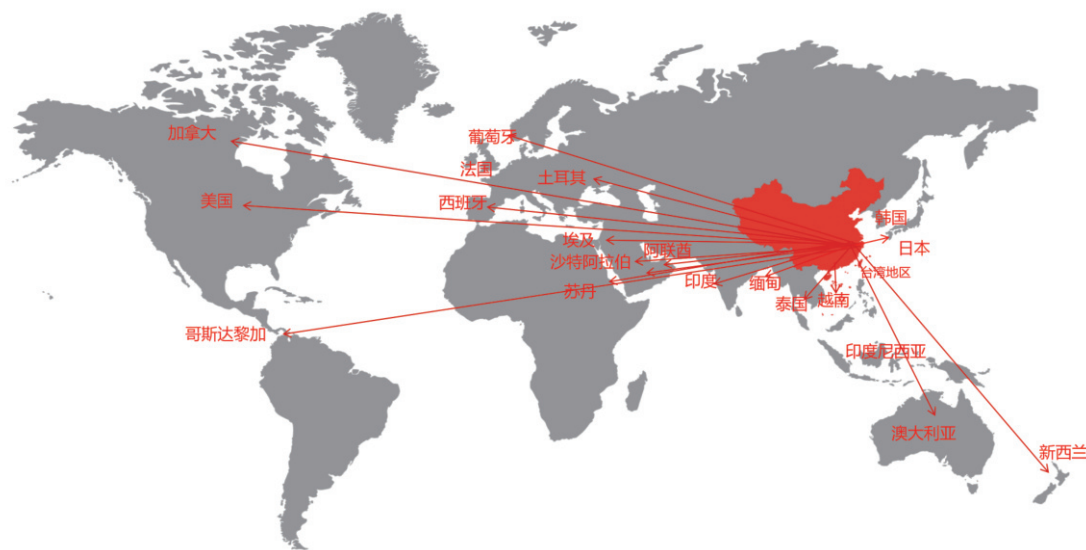 加拿大
葡萄牙
法国
土耳其
美国
西班牙
韩国
埃及
阿联酋
日本
沙特阿拉伯
台湾地区
苏丹
印度
缅甸
泰国
越南
哥斯达黎加
印度尼西亚
澳大利亚
新西兰